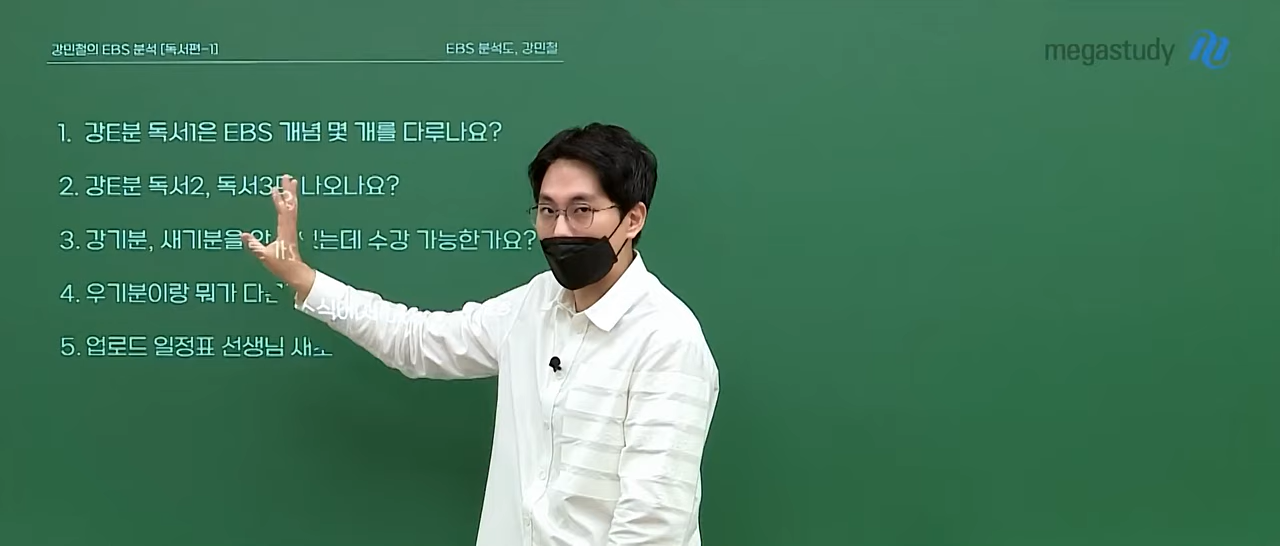 강민철의 EBS 분석 [독서편-1]
EBS 분석도, 강민철
megastudy
1. 강E분 독서1은 EBS 개념 몇 개를 다루나요?
2. 강E분 독서2, 독서3 나오나요?
3. 강기분, 새기분을 수강 가능한가요?
4. 우기분이랑 뭐가
5. 업로드 일정표 선생님